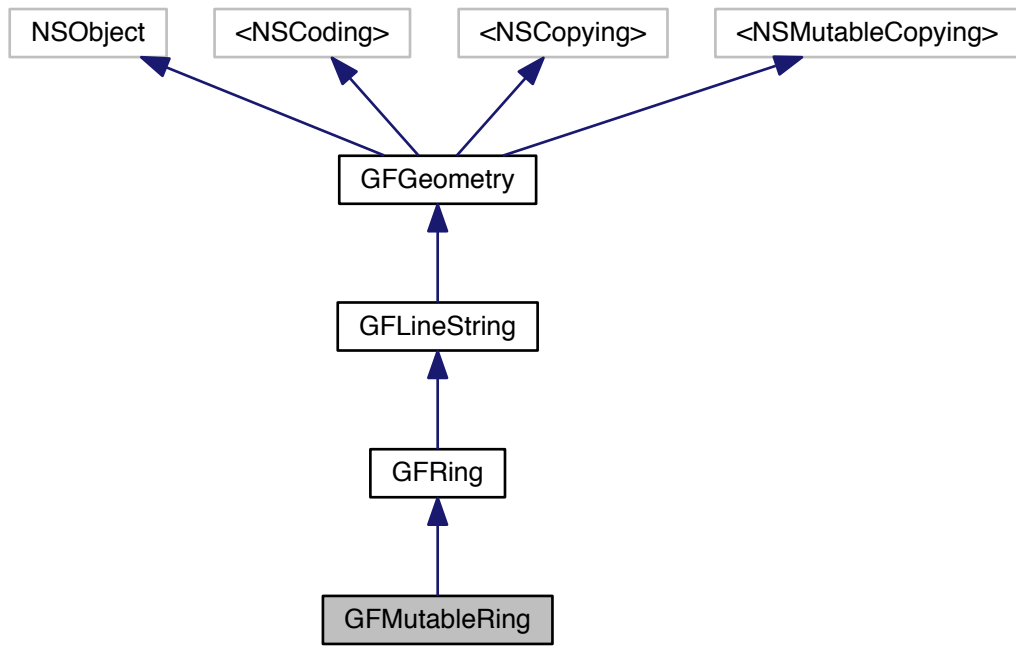 NSObject
<NSCoding>
<NSCopying>
<NSMutableCopying>
GFGeometry
GFLineString
GFRing
GFMutableRing